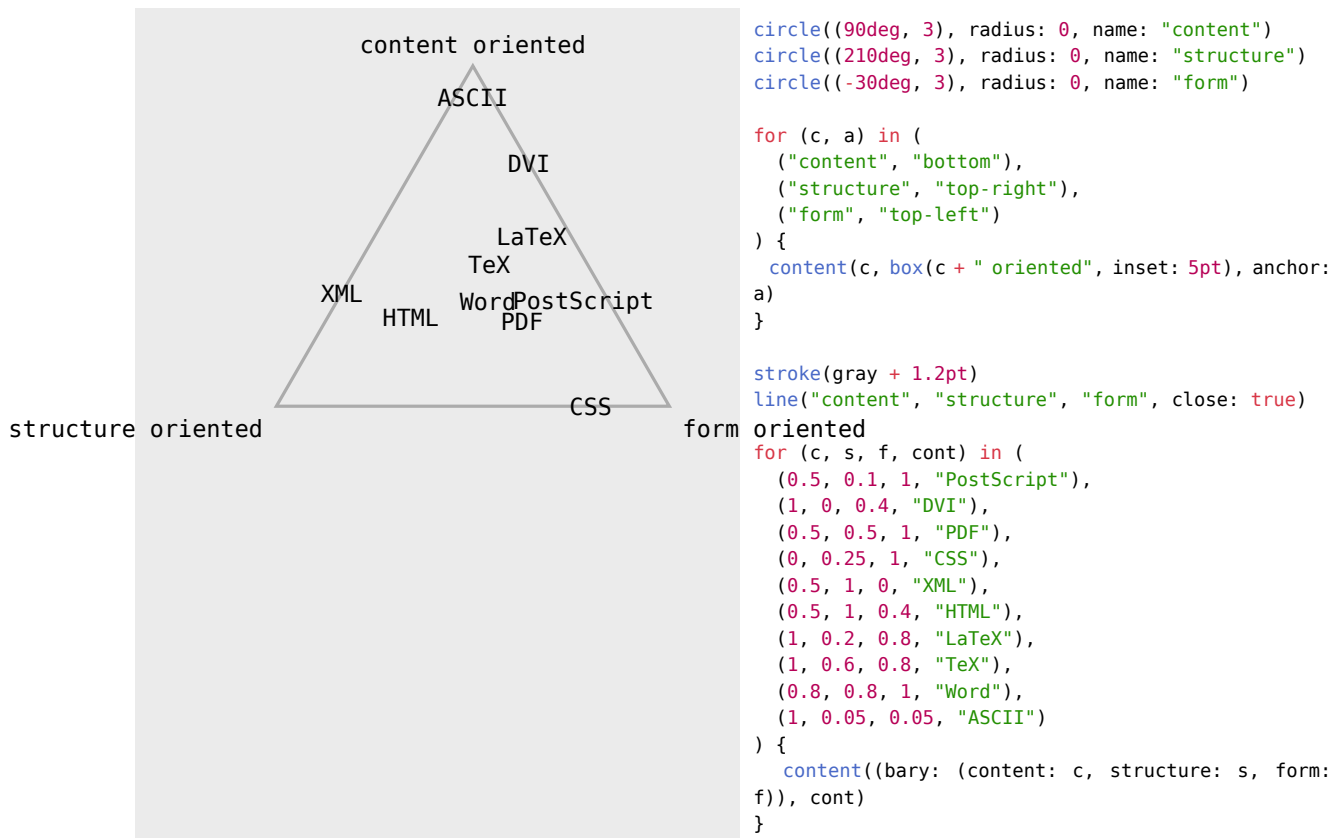 content oriented
ASCII
DVI
LaTeX
TeX
XML
HTML
Word
PostScript
PDF
CSS
structure oriented
form oriented
circle((90deg, 3), radius: 0, name: "content")
circle((210deg, 3), radius: 0, name: "structure")
circle((-30deg, 3), radius: 0, name: "form")
for (c, a) in (
("content", "bottom"),
("structure", "top-right"),
("form", "top-left")
) {
content(c, box(c + " oriented", inset: 5pt), anchor:
a)
}
stroke(gray + 1.2pt)
line("content", "structure", "form", close: true)
for (c, s, f, cont) in (
(0.5, 0.1, 1, "PostScript"),
(1, 0, 0.4, "DVI"),
(0.5, 0.5, 1, "PDF"),
(0, 0.25, 1, "CSS"),
(0.5, 1, 0, "XML"),
(0.5, 1, 0.4, "HTML"),
(1, 0.2, 0.8, "LaTeX"),
(1, 0.6, 0.8, "TeX"),
(0.8, 0.8, 1, "Word"),
(1, 0.05, 0.05, "ASCII")
) {
content((bary: (content: c, structure: s, form:
f)), cont)
}